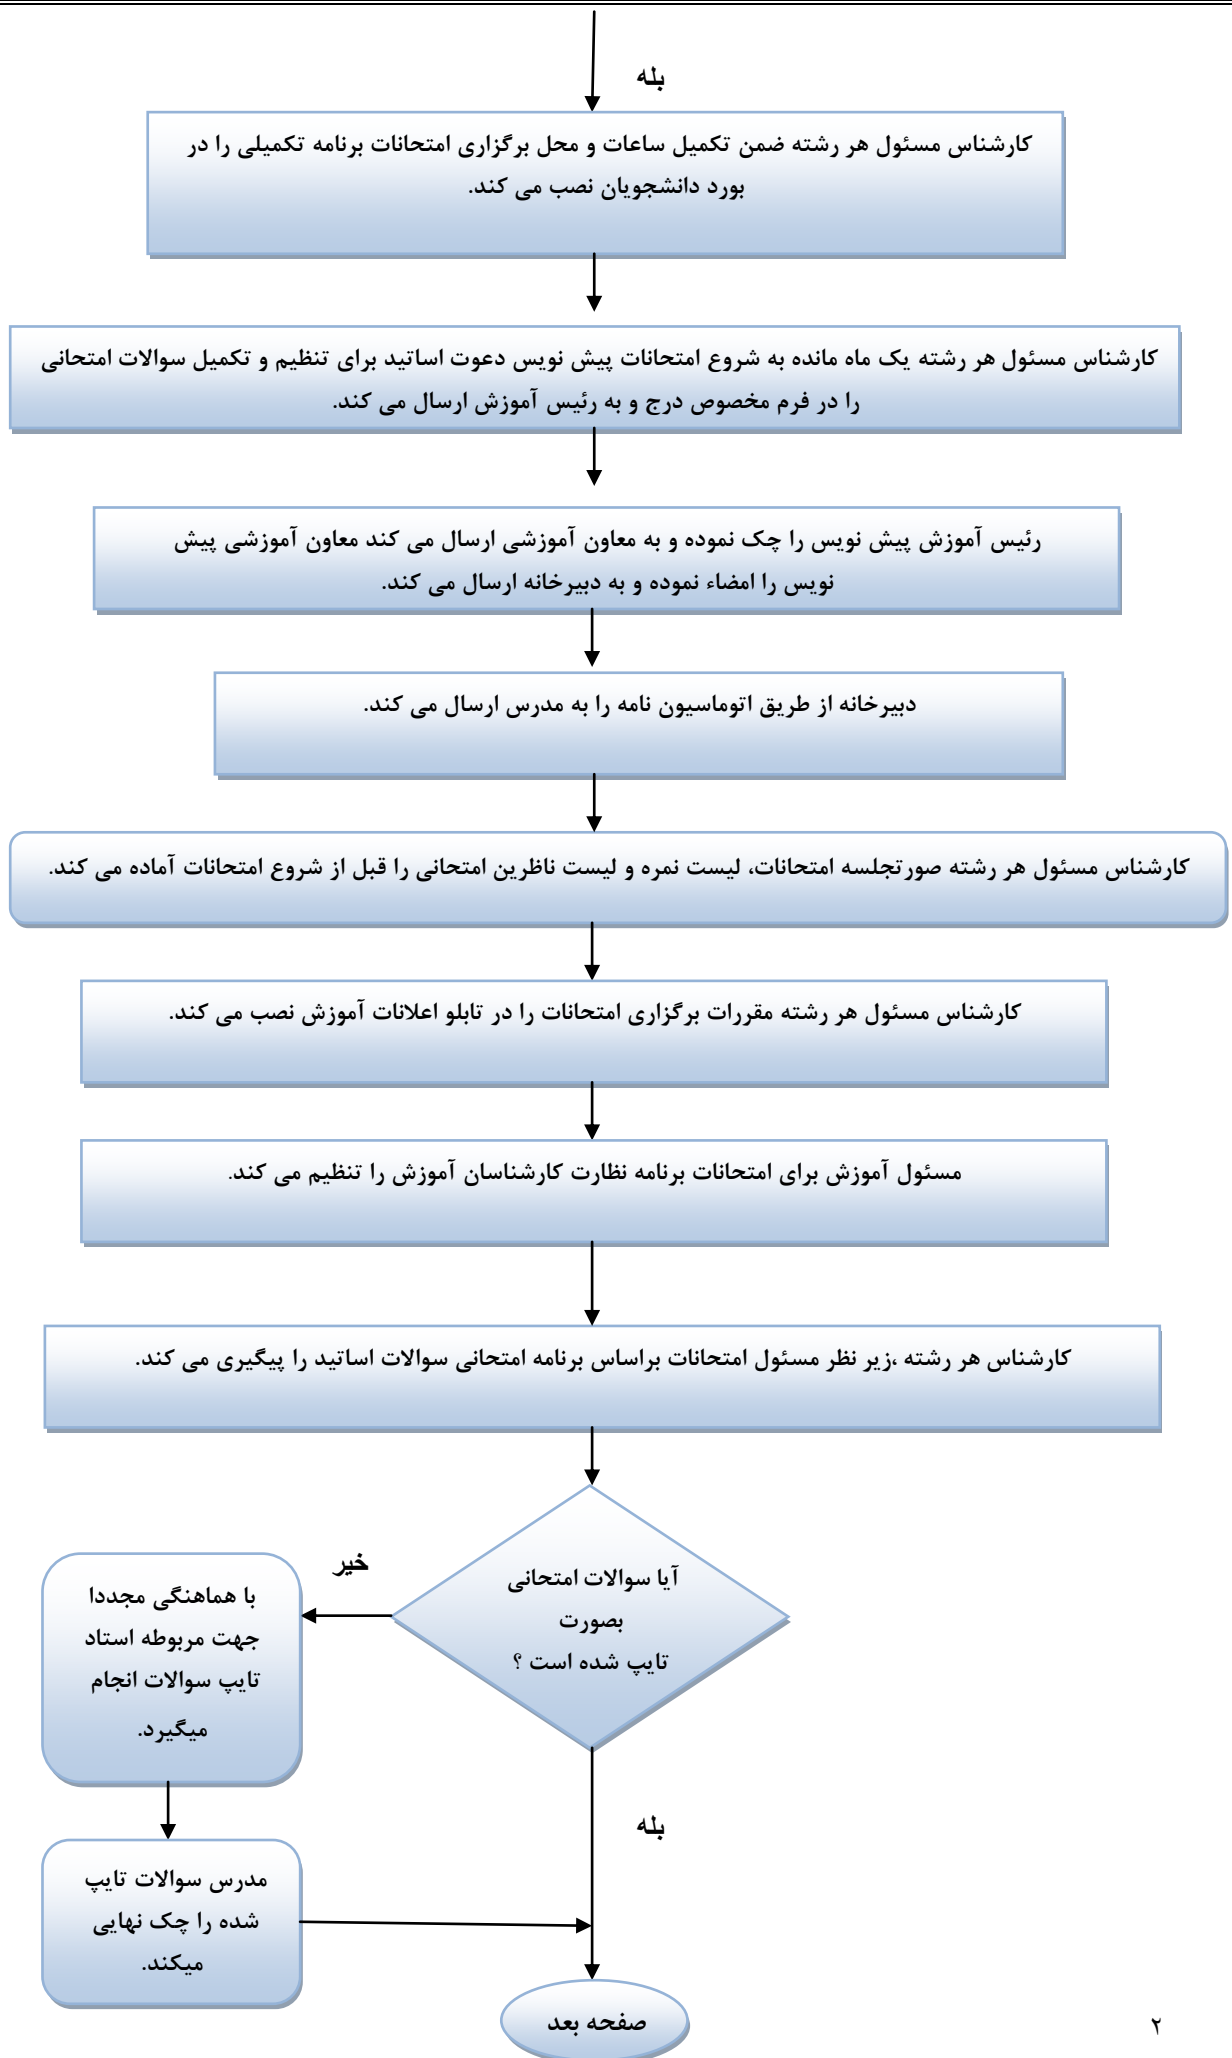 بله
کارشناس مسئول هر رشته ضمن تکمیل ساعات و محل برگزاری امتحانات برنامه تکمیلی را در
بورد دانشجویان نصب می کند.
کارشناس مسئول هر رشته یک ماه مانده به شروع امتحانات پیش نویس دعوت اساتید برای تنظیم و تکمیل سوالات امتحانی
را در فرم مخصوص درج و به رئیس آموزش ارسال می کند.
رئیس آموزش پیش نویس را چک نموده و به معاون آموزشی ارسال می کند معاون آموزشی پیش
نویس را امضاء نموده و به دبیرخانه ارسال می کند.
دبیرخانه از طریق اتوماسیون نامه را به مدرس ارسال می کند.
کارشناس مسئول هر رشته صورتجلسه امتحانات، لیست نمره و لیست ناظرین امتحانی را قبل از شروع امتحانات آماده می کند.
کارشناس مسئول هر رشته مقررات برگزاری امتحانات را در تابلو اعلانات آموزش نصب می کند.
مسئول آموزش برای امتحانات برنامه نظارت کارشناسان آموزش را تنظیم می کند.
کارشناس هر رشته ،زیر نظر مسئول امتحانات براساس برنامه امتحانی سوالات اساتید را پیگیری می کند.
آیا سوالات امتحانی
بصورت
تایپ شده است ؟
خیر
با هماهنگی مجددا
جهت مربوطه استاد
تایپ سوالات انجام
میگیرد.
بله
مدرس سوالات تایپ
شده را چک نهایی
میکند.
صفحه بعد
۲